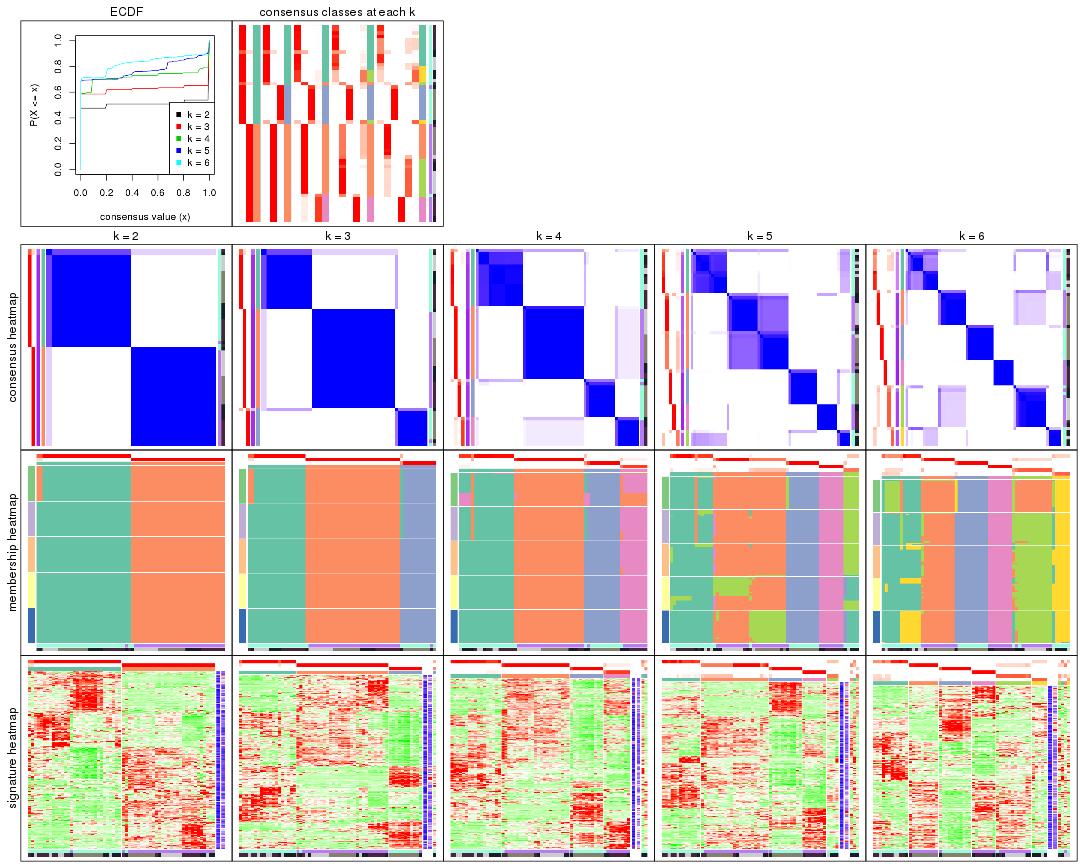 ECDF
consensus classes at each k
P(X <= x)
1.0
0.8
0.6
0.4
0.2
0.0
k = 2
k = 3
k = 4
k = 5
k = 6
0.0 0.2 0.4 0.6 0.8 1.0
consensus value (x)
k = 2
k = 3
k = 4
k = 5
k = 6
consensus heatmap
membership heatmap
signature heatmap